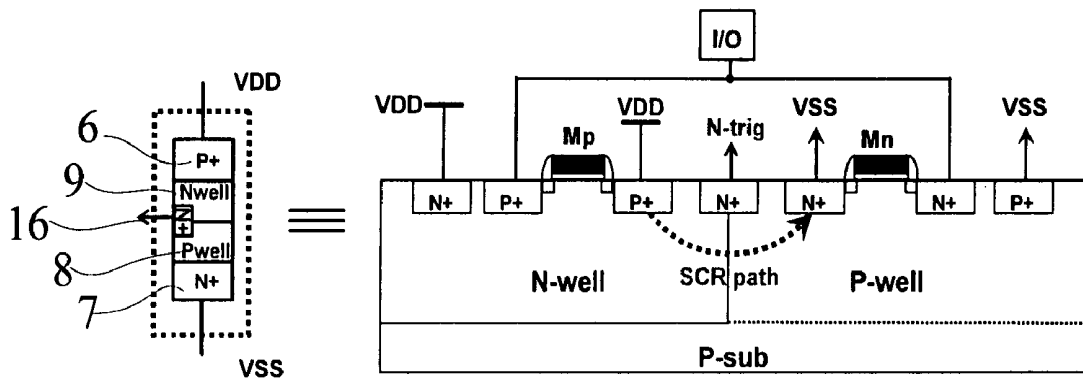 I/O
VDD
VDD
VDD
VSS
VSS
N-trig
Mp
Mn
6
P+
9
Nwell
16
N+
8
Pwell
7
N+
N+
P+
P+
N+
N+
N+
P+
SCR path
N-well
P-well
P-sub
VSS